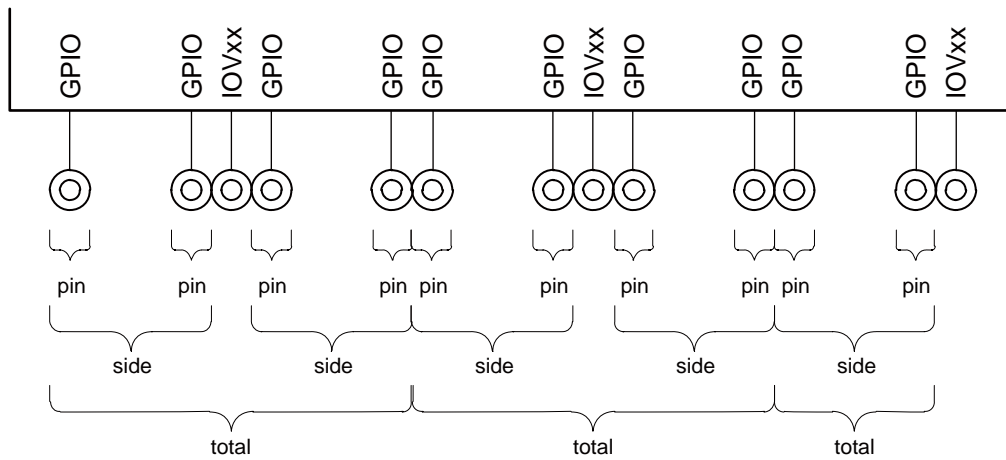 GPIO GPIO IOVxx GPIO GPIO GPIO GPIO IOVxx GPIO GPIO GPIO GPIO IOVxx
pin pin pin pin pin pin pin pin pin pin
side side side side side
total total total